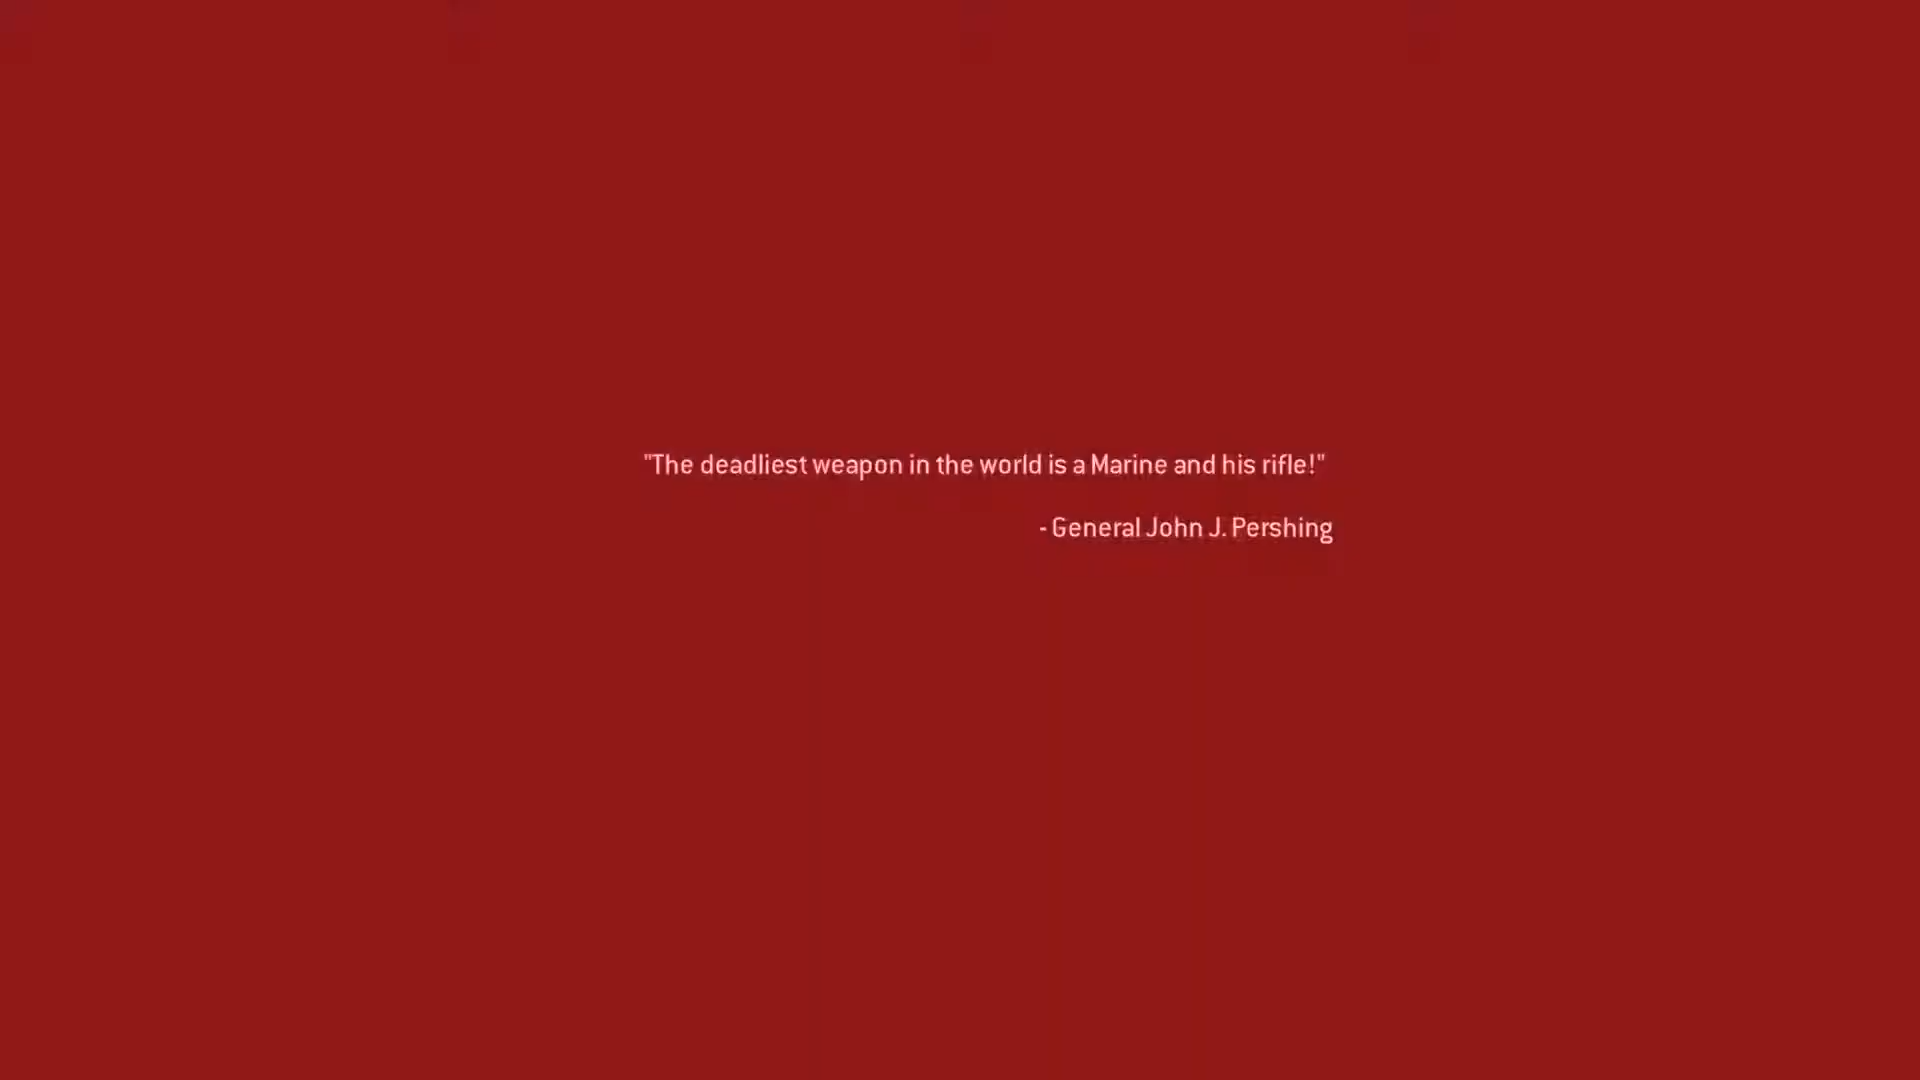 "The deadliest weapon in the world is a Marine and his rifle!"
- General John J. Pershing